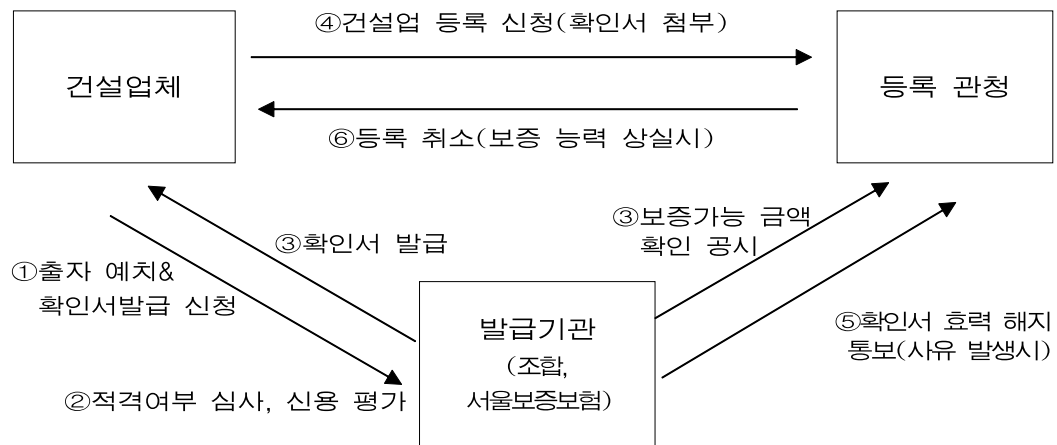 ④건설업 등록 신청(확인서 첨부)
건설업체
등록 관청
⑥등록 취소(보증 능력 상실시)
③보증가능 금액
확인 공시
③확인서 발급
①출자 예치&
확인서발급 신청
발급기관
(조합,
서울보증보험)
⑤확인서 효력 해지
통보(사유 발생시)
②적격여부 심사, 신용 평가